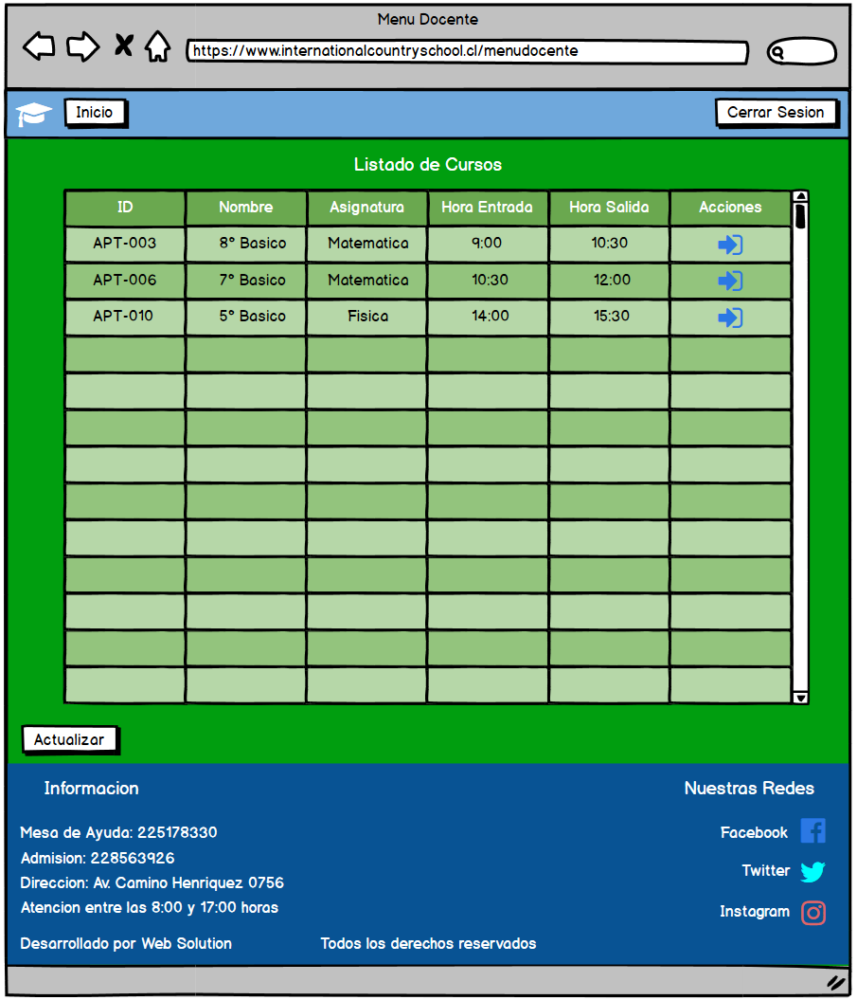 Menu Docente
https://www.internationalcountryschool.cl/menudocente
Inicio
Cerrar Sesion
Listado de Cursos
ID Nombre Asignatura Hora Entrada Hora Salida Acciones
APT-003 8° Basico Matematica 9:00 10:30
APT-006 7° Basico Matematica 10:30 12:00
APT-010 5° Basico Fisica 14:00 15:30
Actualizar
Informacion
Mesa de Ayuda: 225178330
Admision: 228563926
Direccion: Av. Camino Henriquez 0756
Atencion entre las 8:00 y 17:00 horas
Nuestras Redes
Facebook
Twitter
Instagram
Desarrollado por Web Solution
Todos los derechos reservados